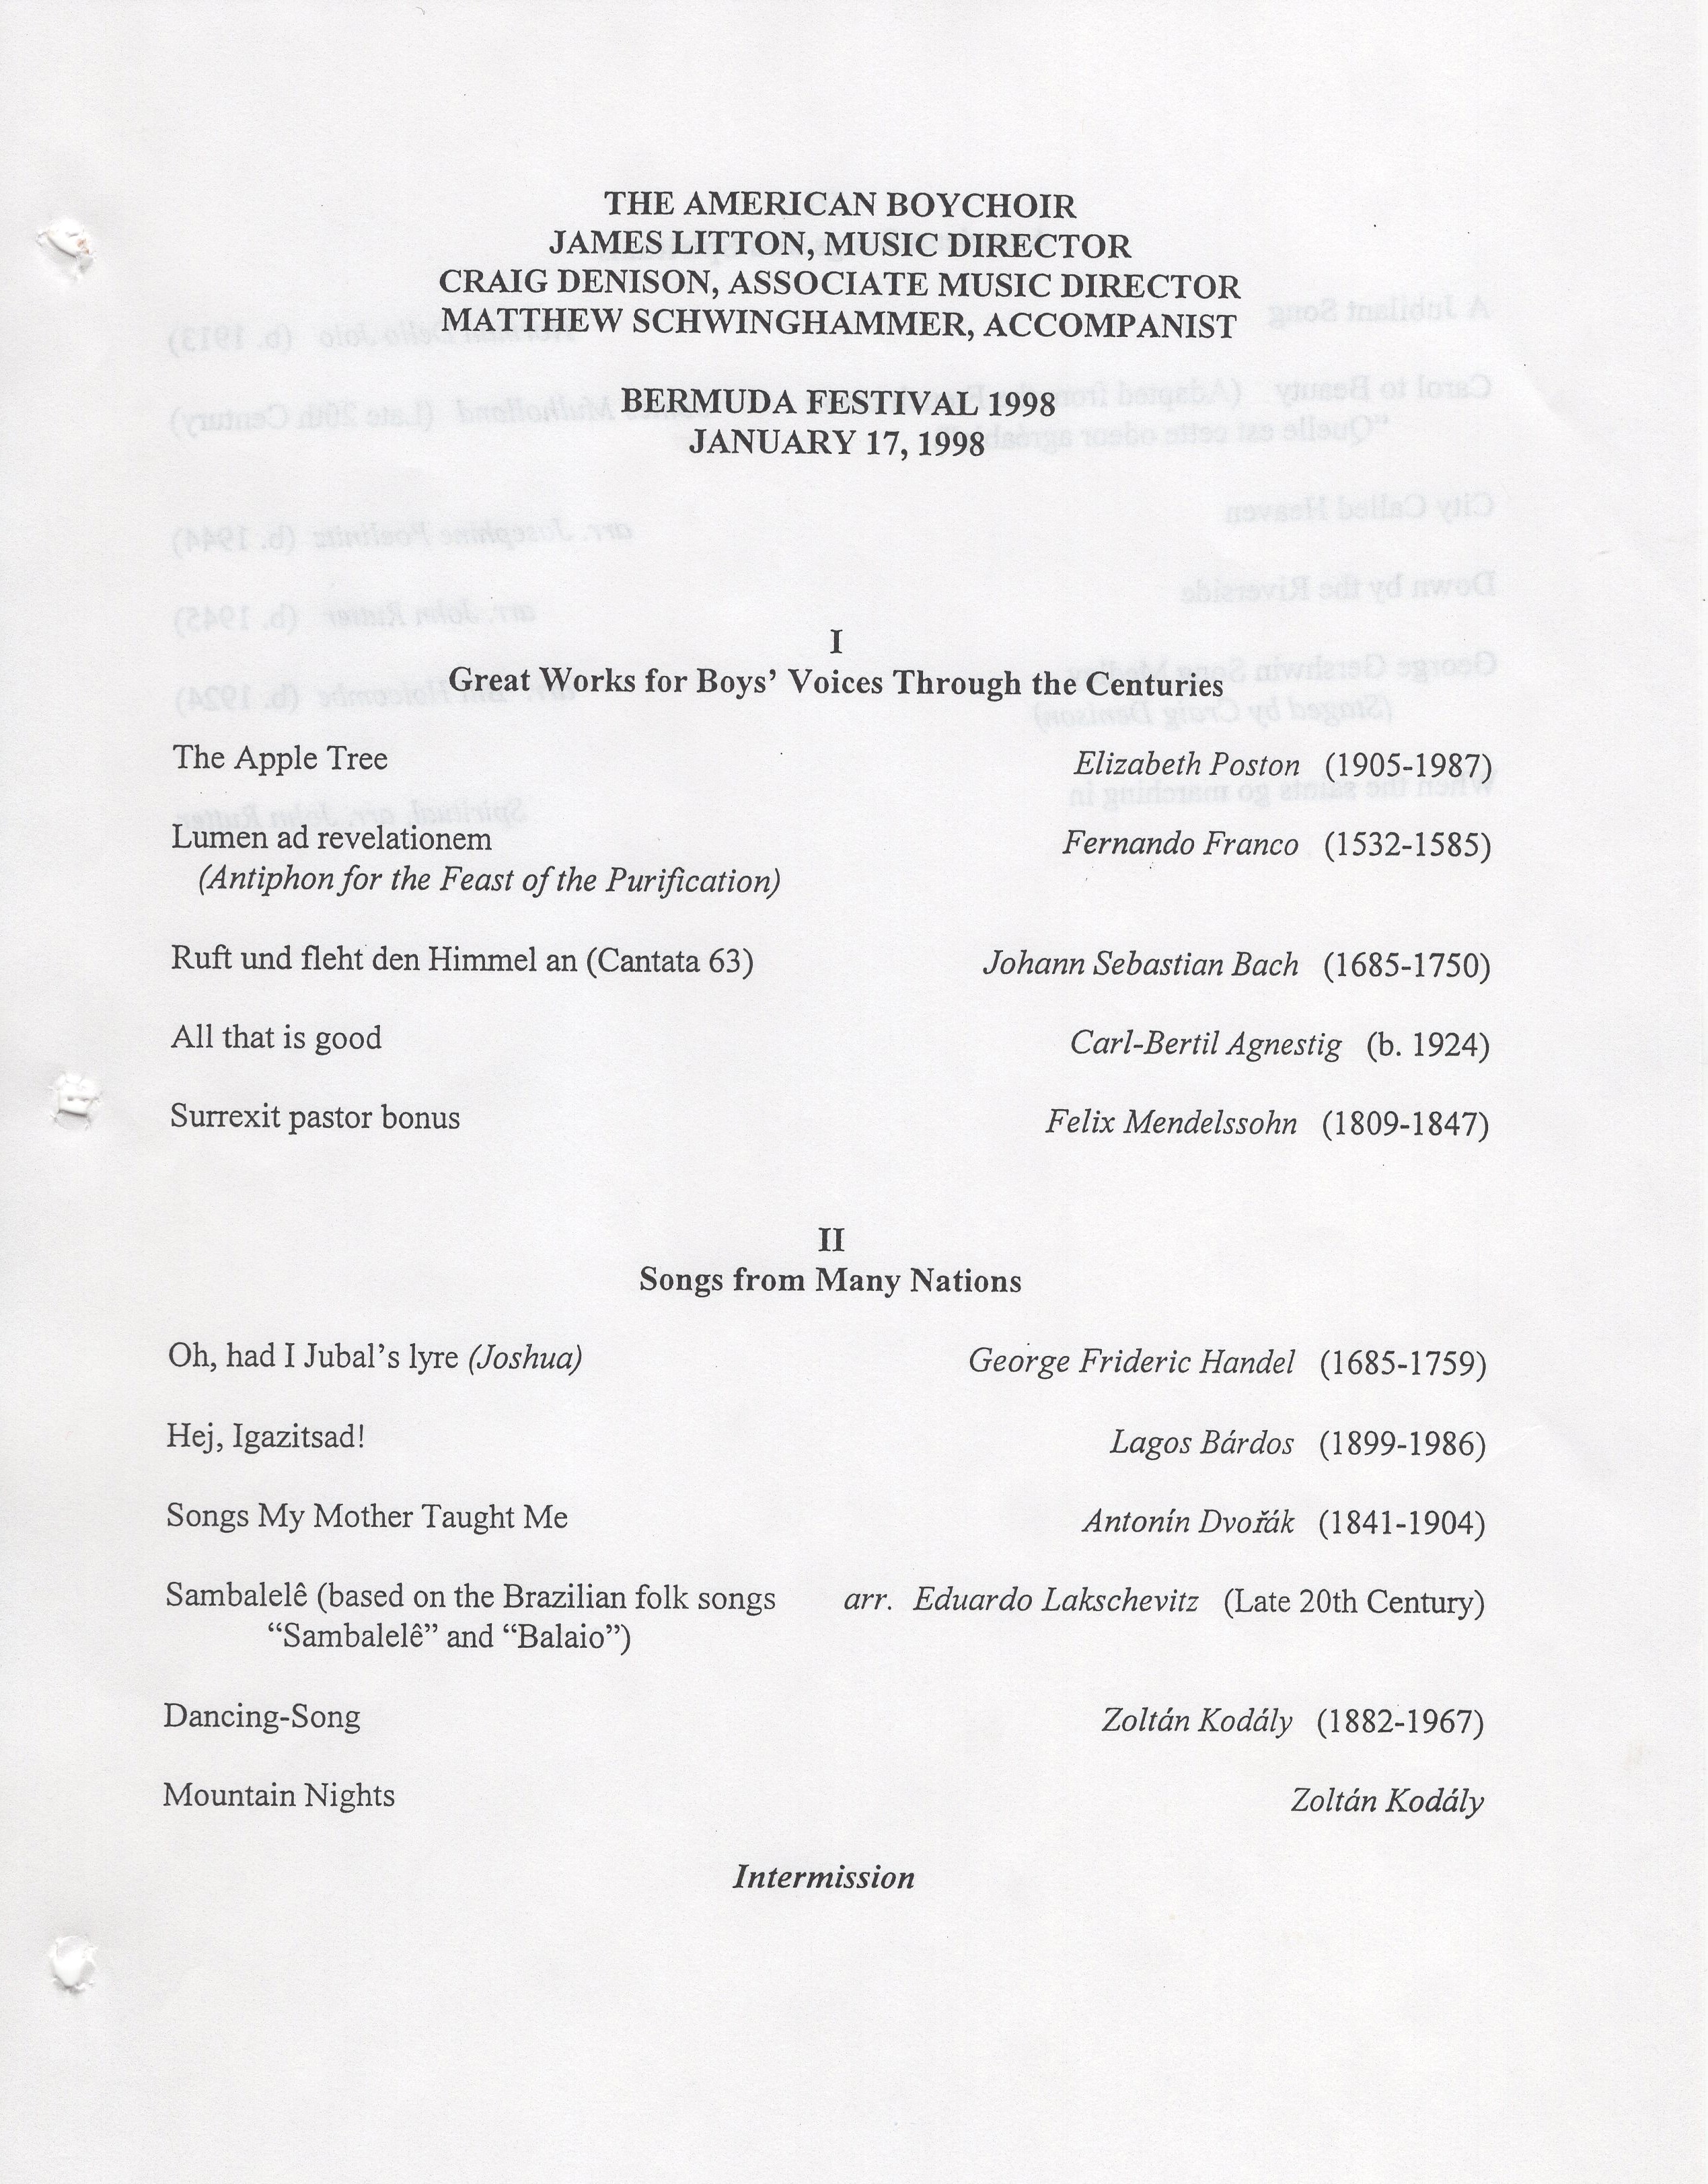 THE AMERICAN BOYCHOIR
JAMES LITTON, MUSIC DIRECTOR
CRAIG DENISON, ASSOCIATE MUSIC DIRECTOR
MATTHEW SCHWINGHAMMER, ACCOMPANIST
BERMUDA FESTIVAL 1998
JANUARY 17, 1998
I
Great Works for Boys' Voices Through the Centuries
The Apple Tree Elizabeth Poston (1905-1987)
Lumen ad revelationem Fernando Franco (1532-1585)
(Antiphon for the Feast of the Purification)
Ruft und fleht den Himmel an (Cantata 63) Johann Sebastian Bach (1685-1750)
All that is good Carl-Bertil Agnestig (b. 1924)
Surrexit pastor bonus Felix Mendelssohn (1809-1847)
II
Songs from Many Nations
Oh, had I Jubal's lyre (Joshua) George Frideric Handel (1685-1759)
Hej, Igazitsad! Lagos Bárdos (1899-1986)
Songs My Mother Taught Me Antonín Dvořák (1841-1904)
Sambalelê (based on the Brazilian folk songs arr. Eduardo Lakschevitz (Late 20th Century)
“Sambalelê” and “Balaio”)
Dancing-Song Zoltán Kodály (1882-1967)
Mountain Nights Zoltán Kodály
Intermission